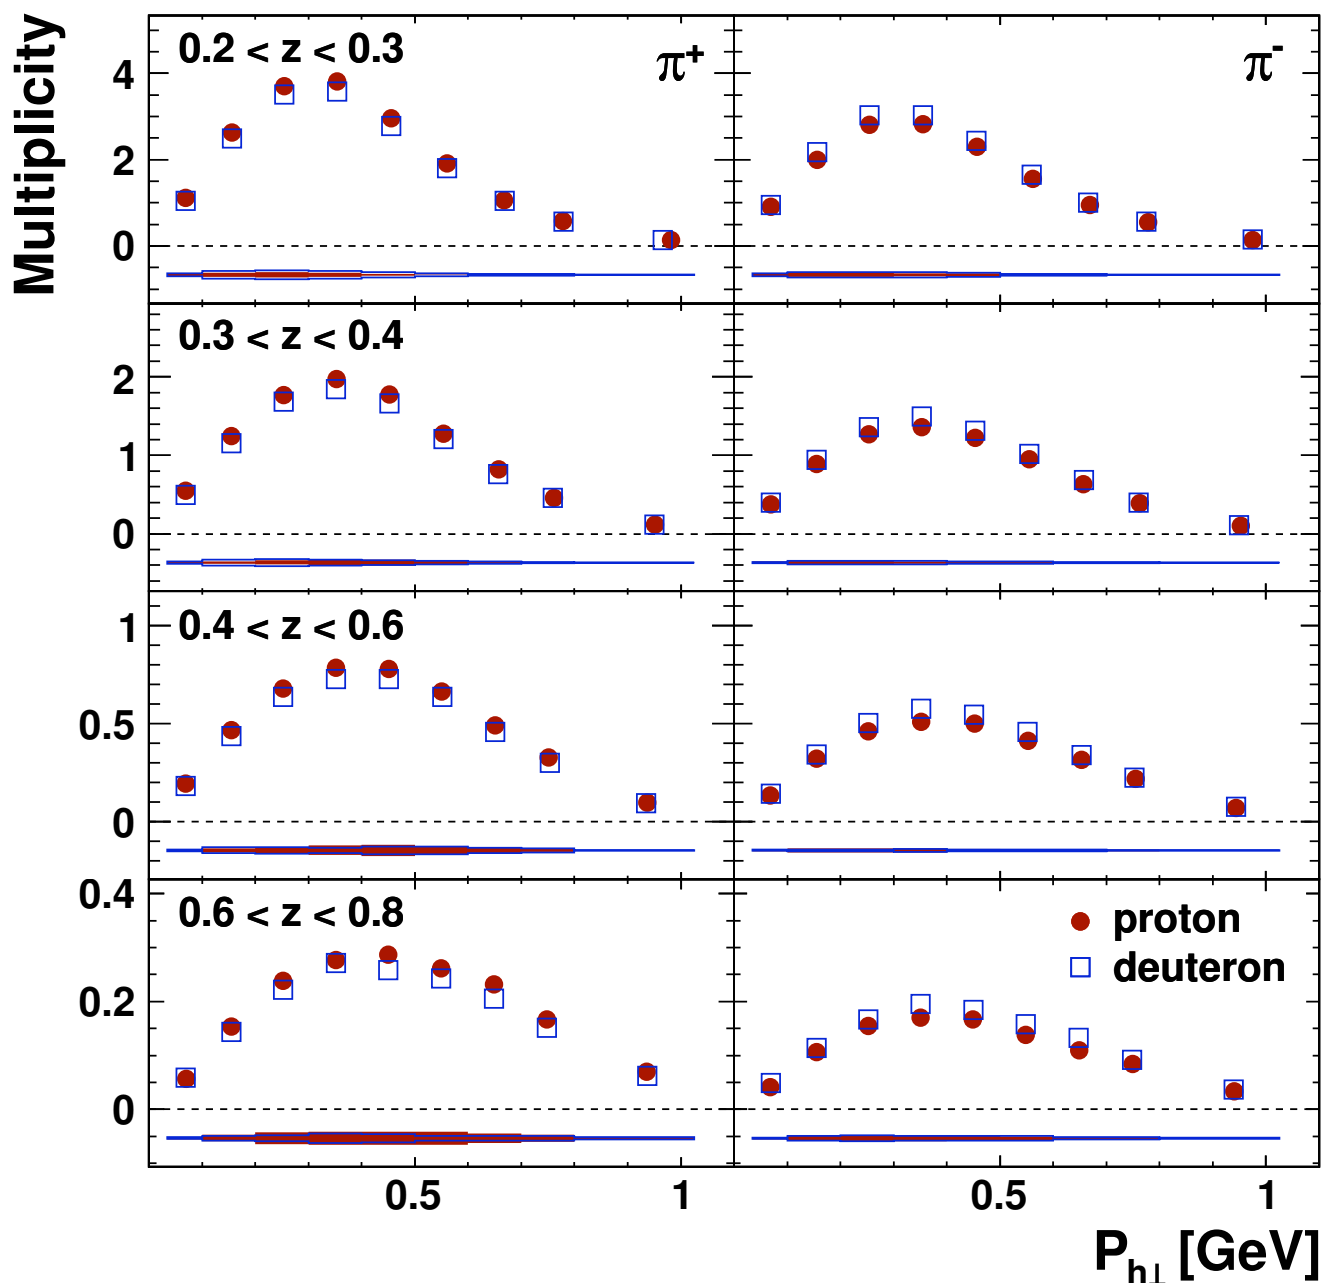 Multiplicity
0.2 < z < 0.3
π+
π-
4
2
0
0.3 < z < 0.4
2
1
0
0.4 < z < 0.6
1
0.5
0
0.6 < z < 0.8
0.4
0.2
0
proton
deuteron
0.5
1
0.5
1
Ph⊥ [GeV]